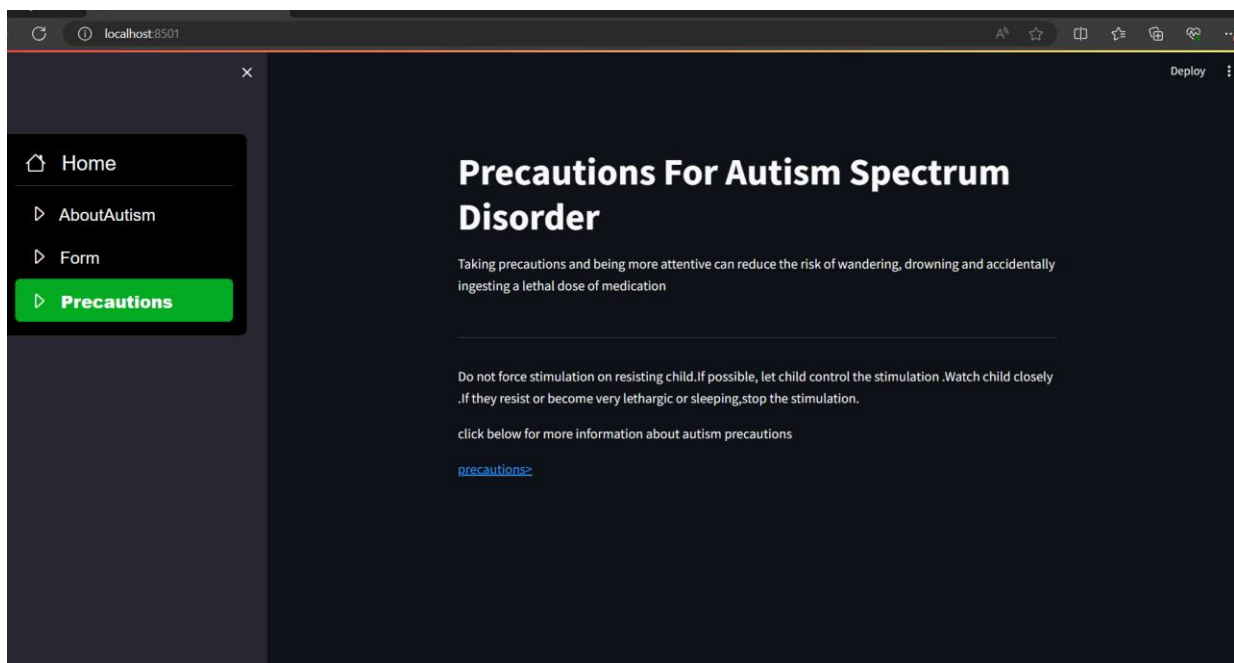 localhost:8501
Deploy
Home
AboutAutism
Form
Precautions
Precautions For Autism Spectrum
Disorder
Taking precautions and being more attentive can reduce the risk of wandering, drowning and accidentally
ingesting a lethal dose of medication
Do not force stimulation on resisting child.If possible, let child control the stimulation .Watch child closely
.If they resist or become very lethargic or sleeping,stop the stimulation.
click below for more information about autism precautions
precautions>